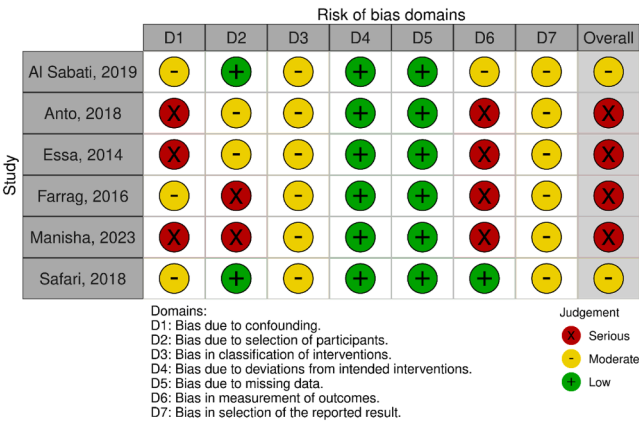 Risk of bias domains
D1 D2 D3 D4 D5 D6 D7 Overall
Study
Al Sabati, 2019 - + - + + - - -
Anto, 2018 X - - + + X - X
Essa, 2014 X - - + + X - X
Farrag, 2016 - X - + + X - X
Manisha, 2023 X X - + + X - X
Safari, 2018 - + - + + + - -
Domains:
D1: Bias due to confounding.
D2: Bias due to selection of participants.
D3: Bias in classification of interventions.
D4: Bias due to deviations from intended interventions.
D5: Bias due to missing data.
D6: Bias in measurement of outcomes.
D7: Bias in selection of the reported result.
Judgement
X Serious
- Moderate
+ Low